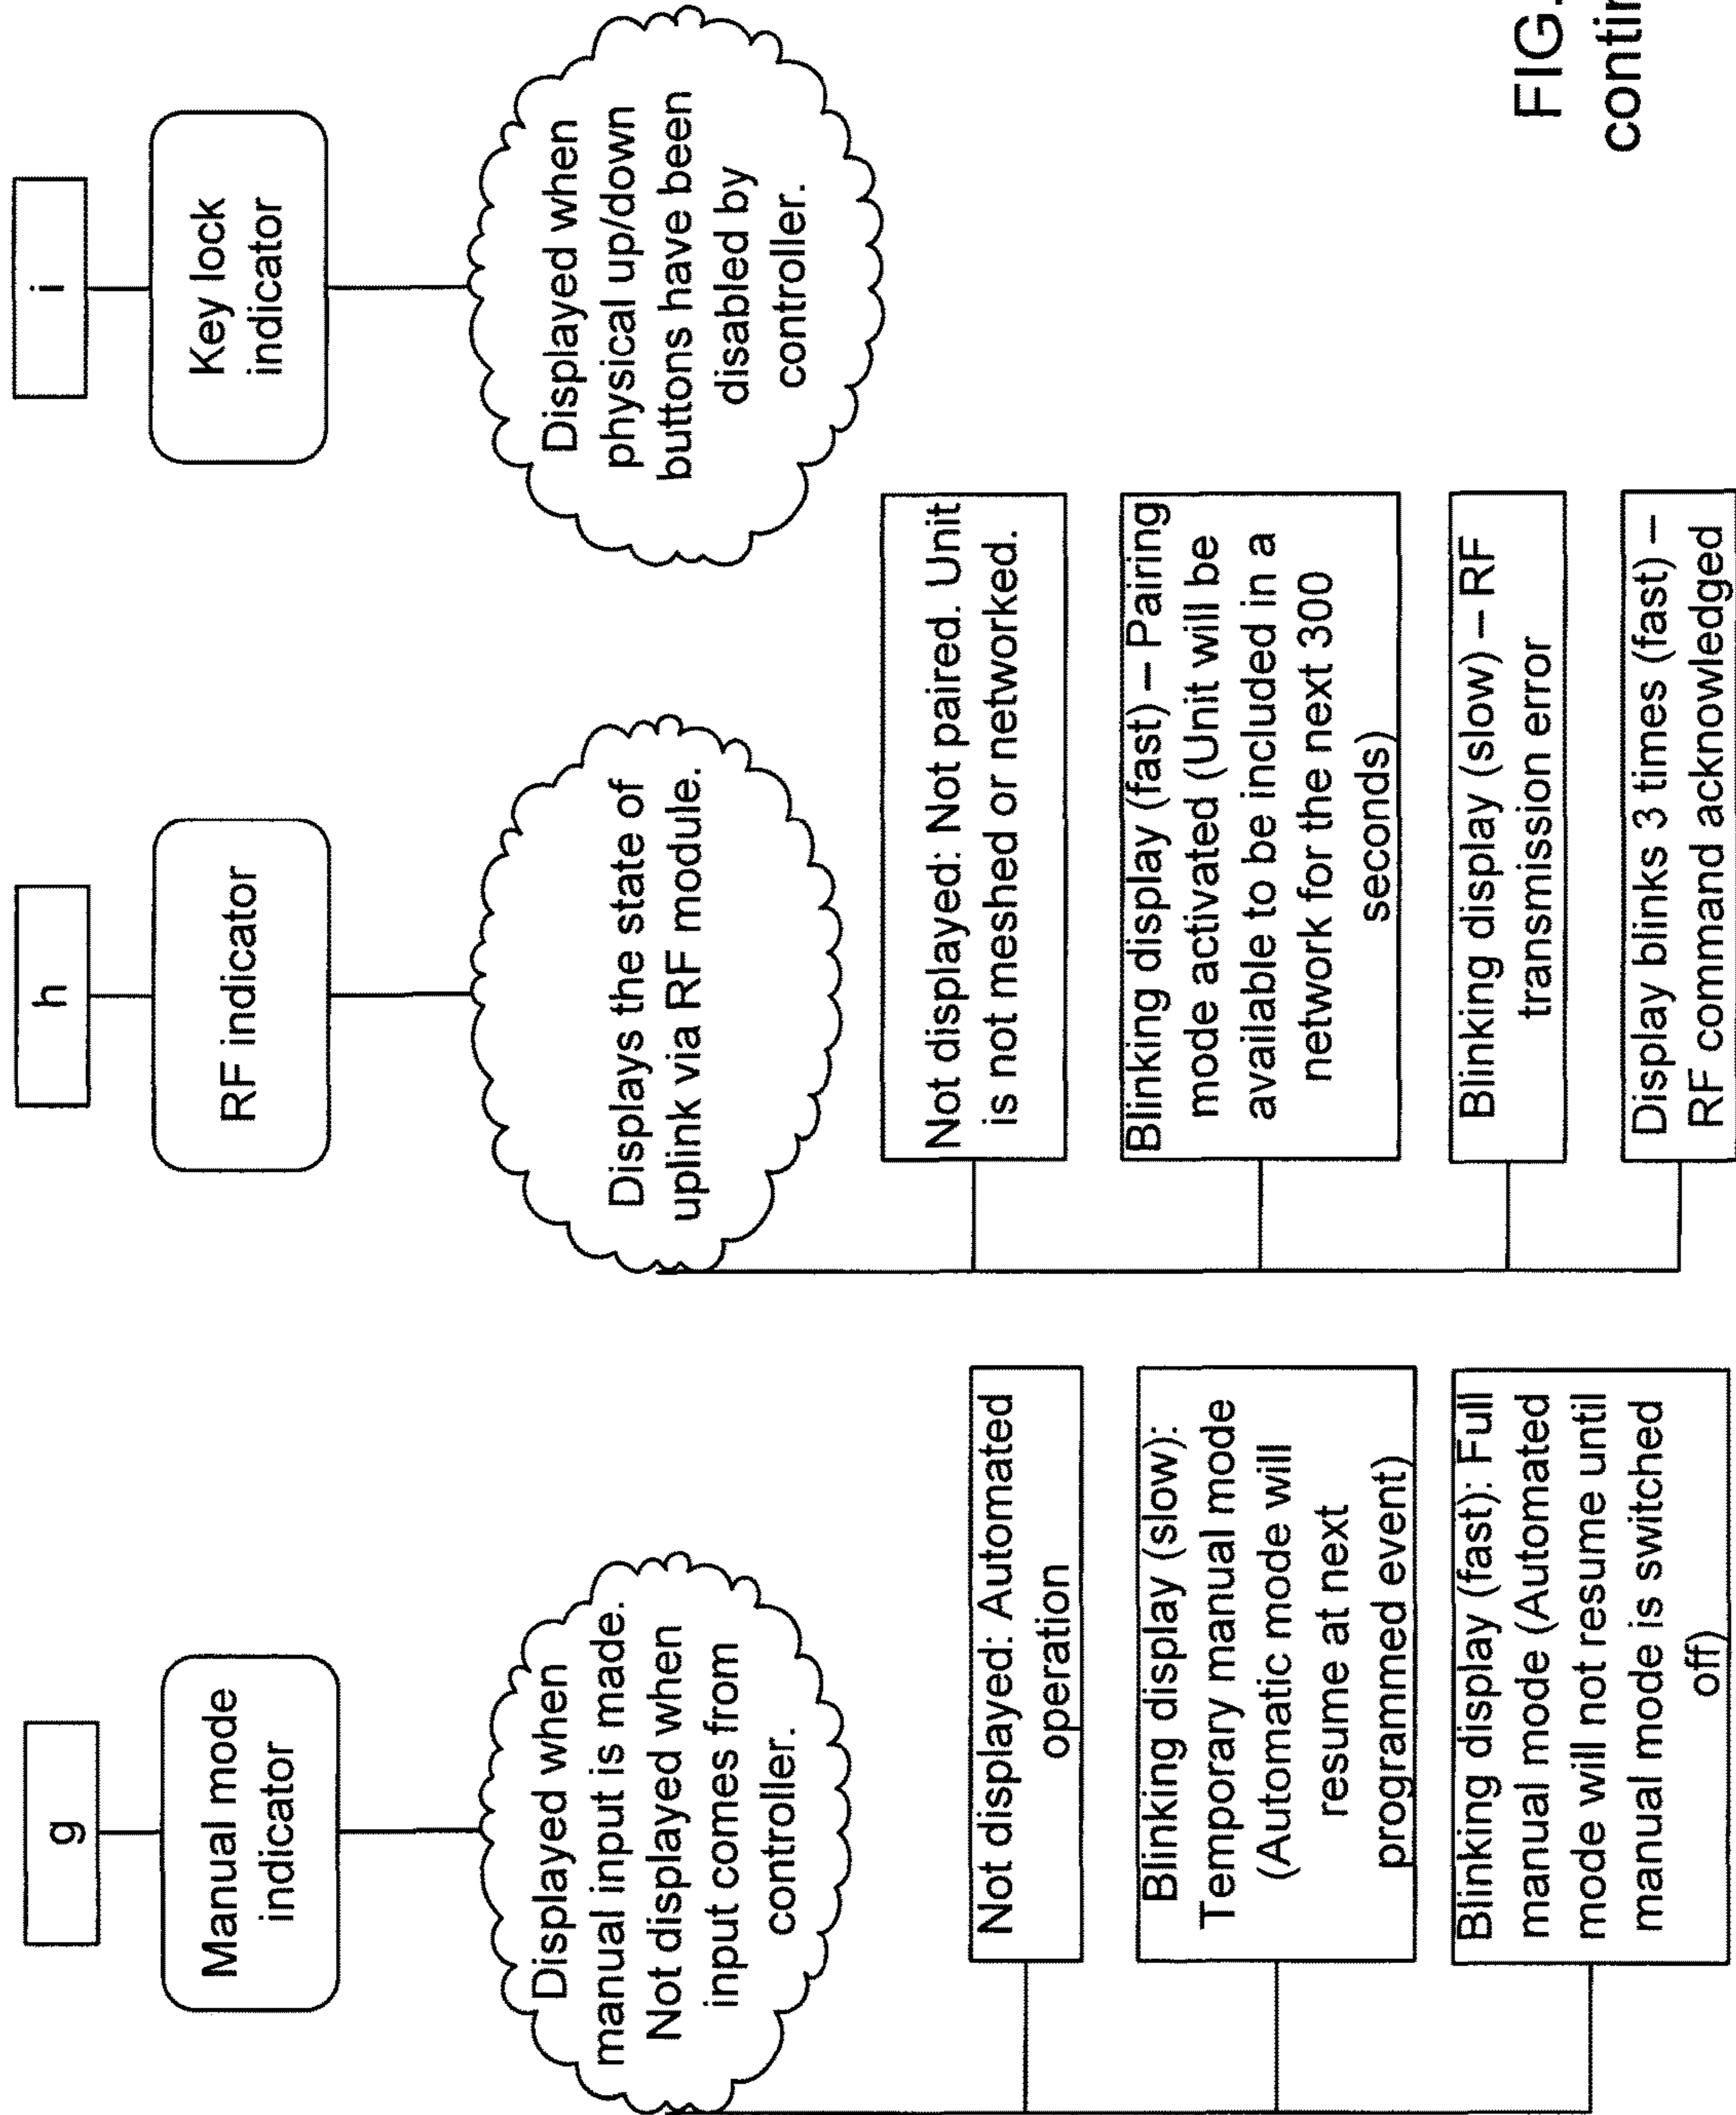 g
Manual mode
indicator
Displayed when
manual input is made.
Not displayed when
input comes from
controller.
Not displayed: Automated
operation
Blinking display (slow):
Temporary manual mode
(Automatic mode will
resume at next
programmed event)
Blinking display (fast): Full
manual mode (Automated
mode will not resume until
manual mode is switched
off)
h
RF indicator
Displays the state of
uplink via RF module.
Not displayed: Not paired. Unit
is not meshed or networked.
Blinking display (fast) – Pairing
mode activated (Unit will be
available to be included in a
network for the next 300
seconds)
Blinking display (slow) – RF
transmission error
Display blinks 3 times (fast) –
RF command acknowledged
i
Key lock
indicator
Displayed when
physical up/down
buttons have been
disabled by
controller.
FIG.